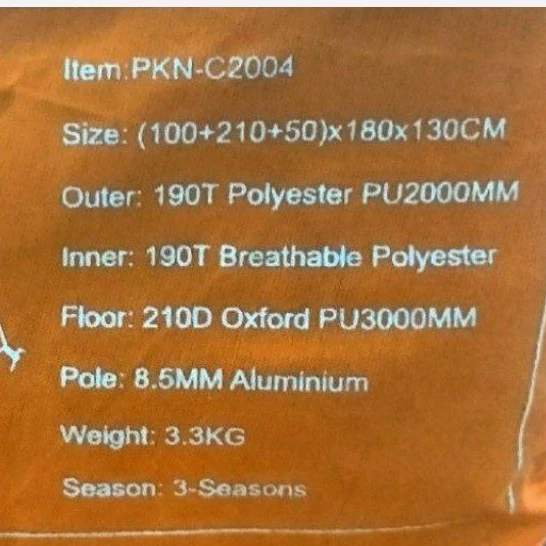 Item:PKN-C2004
Size: (100+210+50)x180x130CM
Outer: 190T Polyester PU2000MM
Inner: 190T Breathable Polyester
Floor: 210D Oxford PU3000MM
Pole: 8.5MM Aluminium
Weight: 3.3KG
Season: 3-Seasons